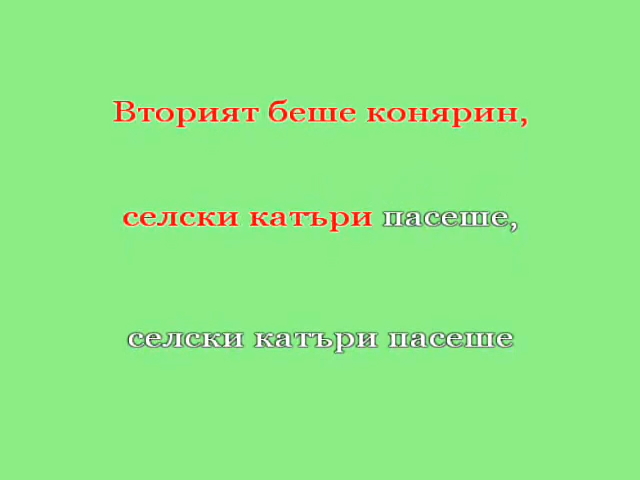 Вторият беше конярин,
селски катъри пасеше,
селски катъри пасеше